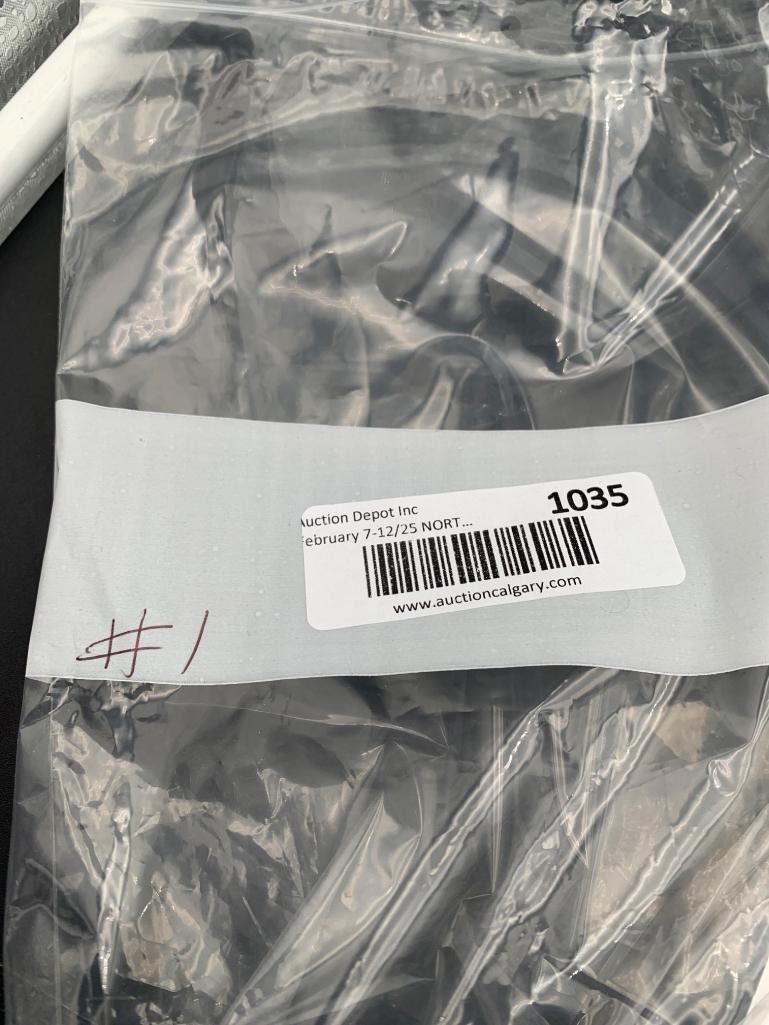 1035
Auction Depot Inc
February 7-12/25 NORT...
www.auctioncalgary.com
#1